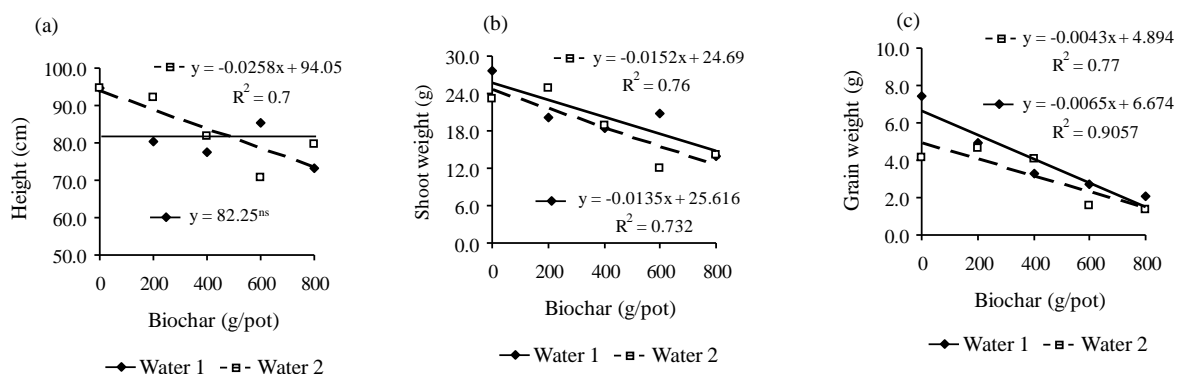 (a)
y = -0.0258x + 94.05
R² = 0.7
100.0
90.0
80.0
70.0
60.0
50.0
Height (cm)
y = 82.25ⁿˢ
0 200 400 600 800
Biochar (g/pot)
Water 1 Water 2
(b)
y = -0.0152x + 24.69
R² = 0.76
30.0
24.0
18.0
12.0
6.0
0.0
Shoot weight (g)
y = -0.0135x + 25.616
R² = 0.732
0 200 400 600 800
Biochar (g/pot)
Water 1 Water 2
(c)
y = -0.0043x + 4.894
R² = 0.77
y = -0.0065x + 6.674
R² = 0.9057
10.0
8.0
6.0
4.0
2.0
0.0
Grain weight (g)
0 200 400 600 800
Biochar (g/pot)
Water 1 Water 2